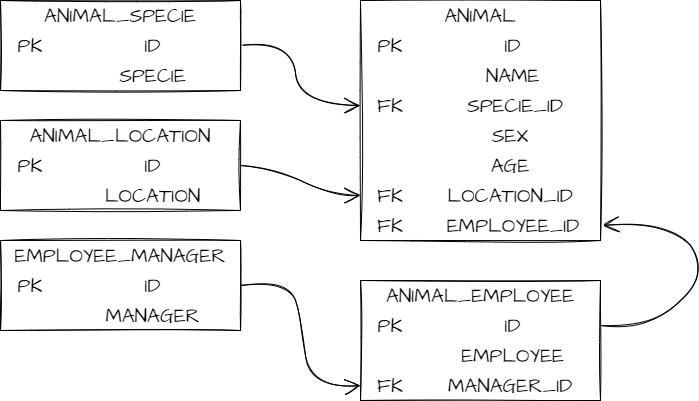 ANIMAL_SPECIE
PK ID
SPECIE
ANIMAL_LOCATION
PK ID
LOCATION
EMPLOYEE_MANAGER
PK ID
MANAGER
ANIMAL
PK ID
NAME
FK SPECIE_ID
SEX
AGE
FK LOCATION_ID
FK EMPLOYEE_ID
ANIMAL_EMPLOYEE
PK ID
EMPLOYEE
FK MANAGER_ID